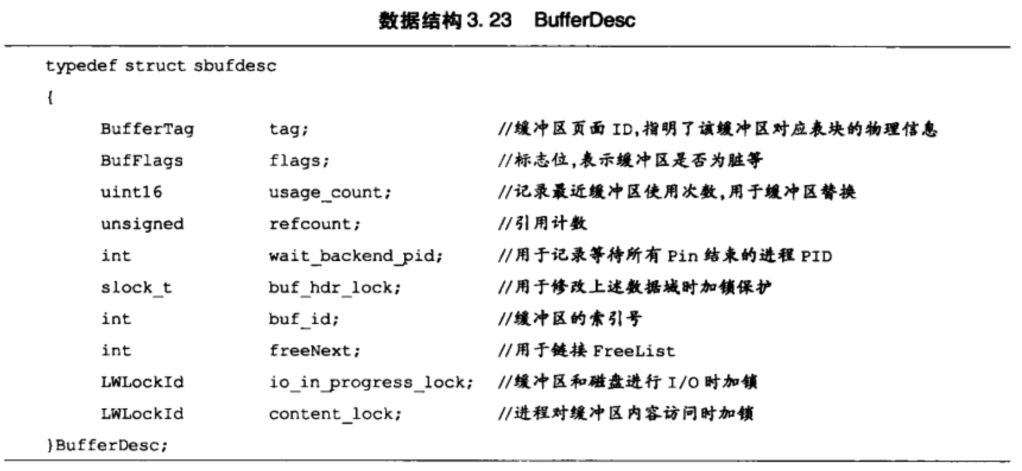 数据结构3.23 BufferDesc
typedef struct sbufdesc
{
BufferTag tag; //缓冲区页面 ID,指明了该缓冲区对应表块的物理信息
BufFlags flags; //标志位,表示缓冲区是否为脏等
uint16 usage_count; //记录最近缓冲区使用次数,用于缓冲区替换
unsigned refcount; //引用计数
int wait_backend_pid; //用于记录等待所有 Pin 结束的进程 PID
slock_t buf_hdr_lock; //用于修改上述数据域时加锁保护
int buf_id; //缓冲区的索引号
int freeNext; //用于链接 FreeList
LWLockId io_in_progress_lock; //缓冲区和磁盘进行 I/O 时加锁
LWLockId content_lock; //进程对缓冲区内容访问时加锁
}BufferDesc;